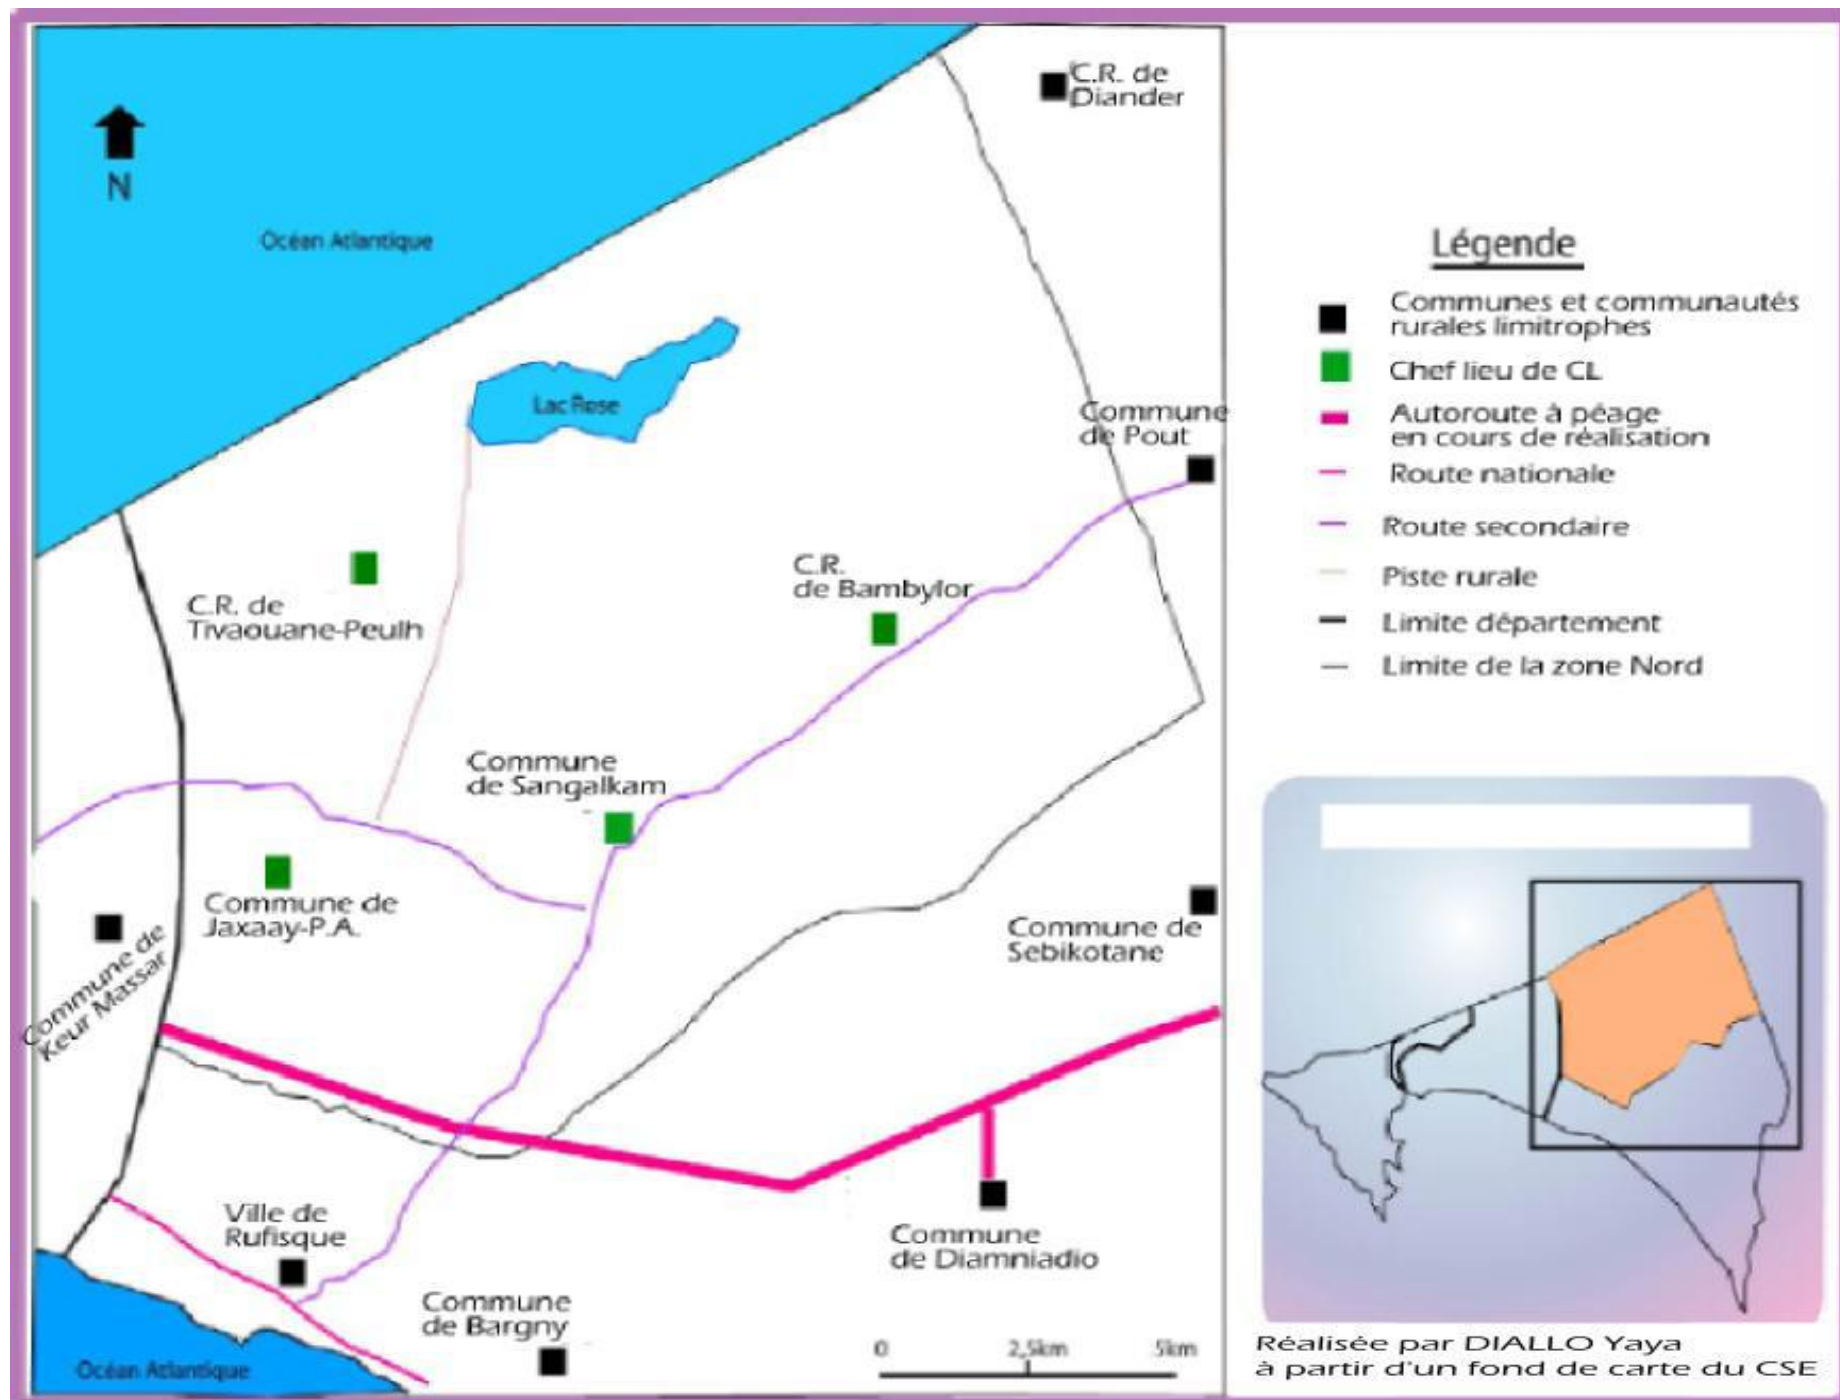 C.R. de
Diander
N
Océan Atlantique
Lac Rose
Commune
de Pout
C.R.
de Bambylor
C.R. de
Tivaouane-Peulh
Commune
de Sangalkam
Commune de
Jaxaay-P.A.
Commune de
Keur Massar
Commune de
Sebikotane
Ville de
Rufisque
Commune
de Diamniadio
Commune
de Bargny
Océan Atlantique
0 2,5km 5km
Légende
Communes et communautés
rurales limitrophes
Chef lieu de CL
Autoroute à péage
en cours de réalisation
Route nationale
Route secondaire
Piste rurale
Limite département
Limite de la zone Nord
Réalisée par DIALLO Yaya
à partir d'un fond de carte du CSE